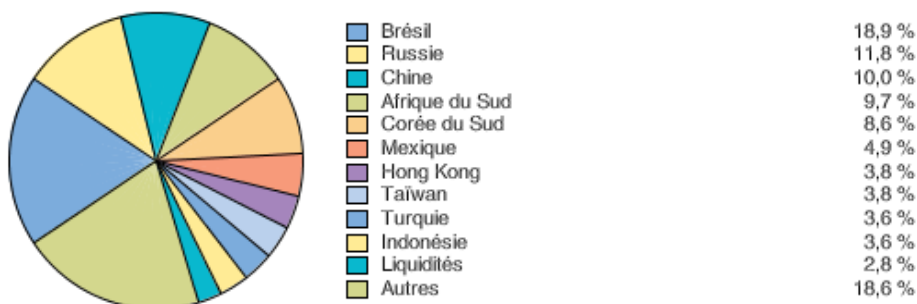 Brésil 18,9 %
Russie 11,8 %
Chine 10,0 %
Afrique du Sud 9,7 %
Corée du Sud 8,6 %
Mexique 4,9 %
Hong Kong 3,8 %
Taïwan 3,8 %
Turquie 3,6 %
Indonésie 3,6 %
Liquidités 2,8 %
Autres 18,6 %